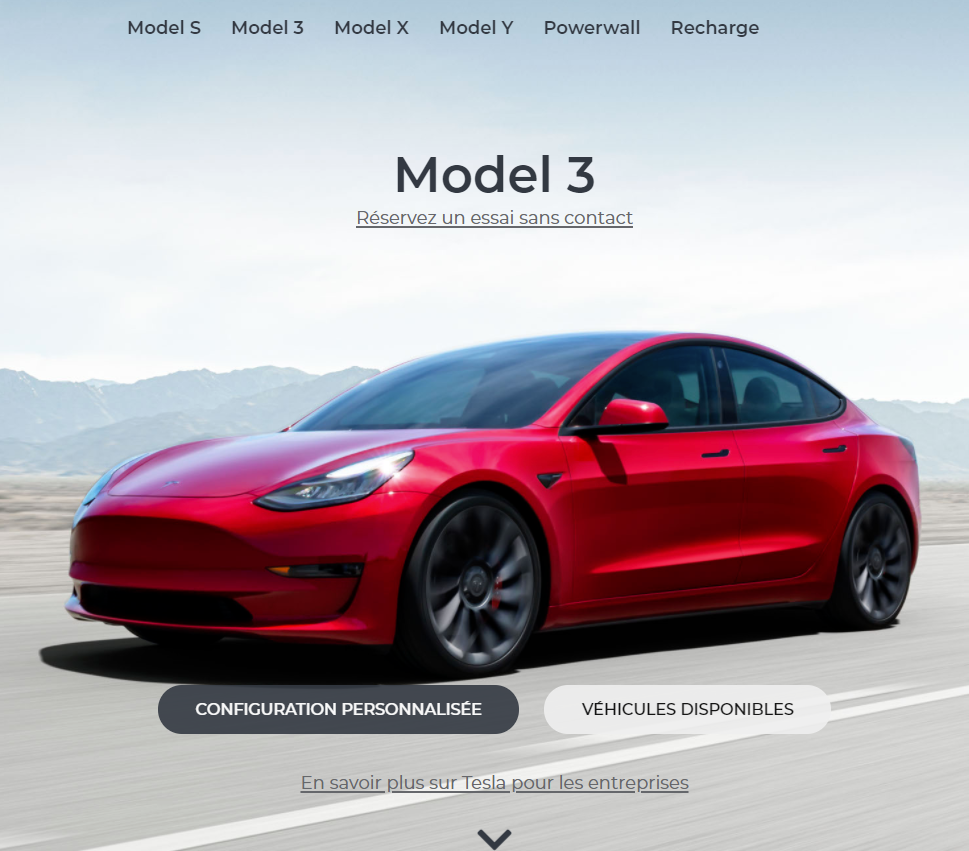 Model S Model 3 Model X Model Y Powerwall Recharge
Model 3
Réservez un essai sans contact
CONFIGURATION PERSONNALISÉE VÉHICULES DISPONIBLES
En savoir plus sur Tesla pour les entreprises